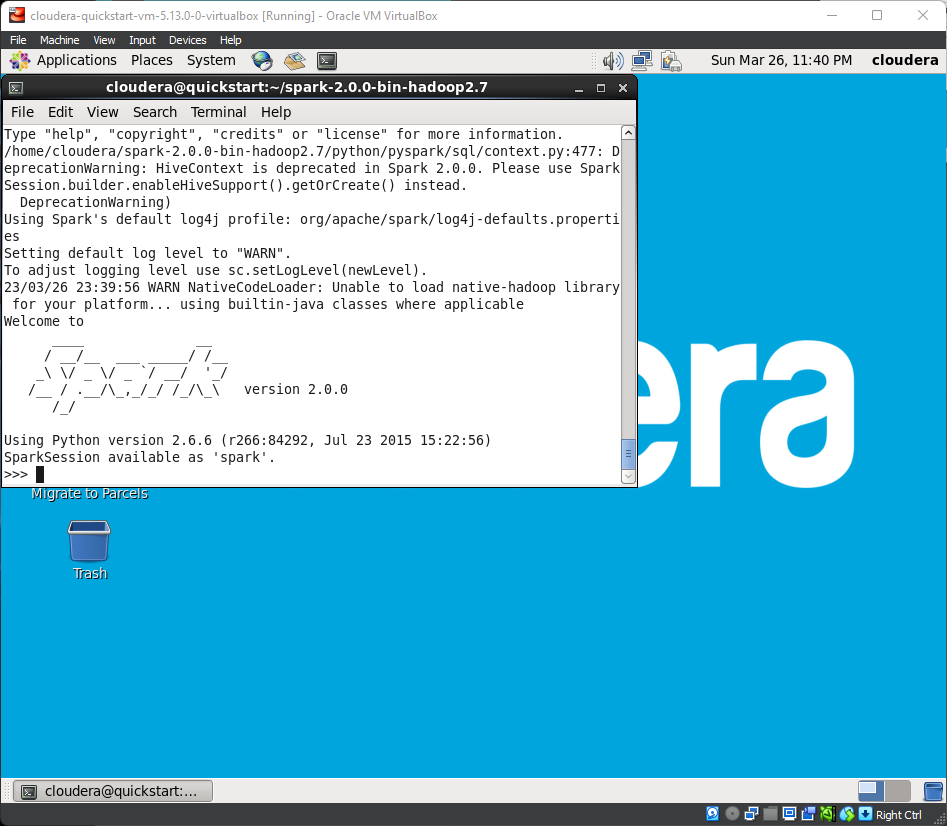 cloudera-quickstart-vm-5.13.0-0-virtualbox [Running] - Oracle VM VirtualBox
File Machine View Input Devices Help
Applications Places System Sun Mar 26, 11:40 PM cloudera
cloudera@quickstart:~/spark-2.0.0-bin-hadoop2.7
File Edit View Search Terminal Help
Type "help", "copyright", "credits" or "license" for more information.
/home/cloudera/spark-2.0.0-bin-hadoop2.7/python/pyspark/sql/context.py:477: D
eprecationWarning: HiveContext is deprecated in Spark 2.0.0. Please use Spark
Session.builder.enableHiveSupport().getOrCreate() instead.
  DeprecationWarning)
Using Spark's default log4j profile: org/apache/spark/log4j-defaults.properti
es
Setting default log level to "WARN".
To adjust logging level use sc.setLogLevel(newLevel).
23/03/26 23:39:56 WARN NativeCodeLoader: Unable to load native-hadoop library
 for your platform... using builtin-java classes where applicable
Welcome to
      ____              __
     / __/__  ___ _____/ /__
    _\ \/ _ \/ _ `/ __/  '_/
   /__ / .__/\_,_/_/ /_/\_\   version 2.0.0
      /_/
Using Python version 2.6.6 (r266:84292, Jul 23 2015 15:22:56)
SparkSession available as 'spark'.
>>>
era
Migrate to Parcels
Trash
cloudera@quickstart:...
Right Ctrl